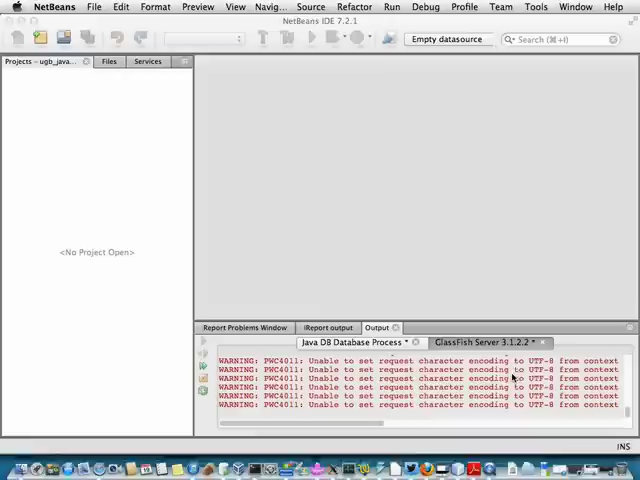 NetBeans File Edit Format Preview View Navig... Source Refactor Run Debug Profile Team Tools Window Help
NetBeans IDE 7.2.1
Empty datasource
Search (⌘+I)
Projects – ugb_java... Files Services
<No Project Open>
Report Problems Window iReport output Output
Java DB Database Process * GlassFish Server 3.1.2.2 *
WARNING: PWC4011: Unable to set request character encoding to UTF-8 from context
WARNING: PWC4011: Unable to set request character encoding to UTF-8 from context
WARNING: PWC4011: Unable to set request character encoding to UTF-8 from context
WARNING: PWC4011: Unable to set request character encoding to UTF-8 from context
WARNING: PWC4011: Unable to set request character encoding to UTF-8 from context
WARNING: PWC4011: Unable to set request character encoding to UTF-8 from context
INS